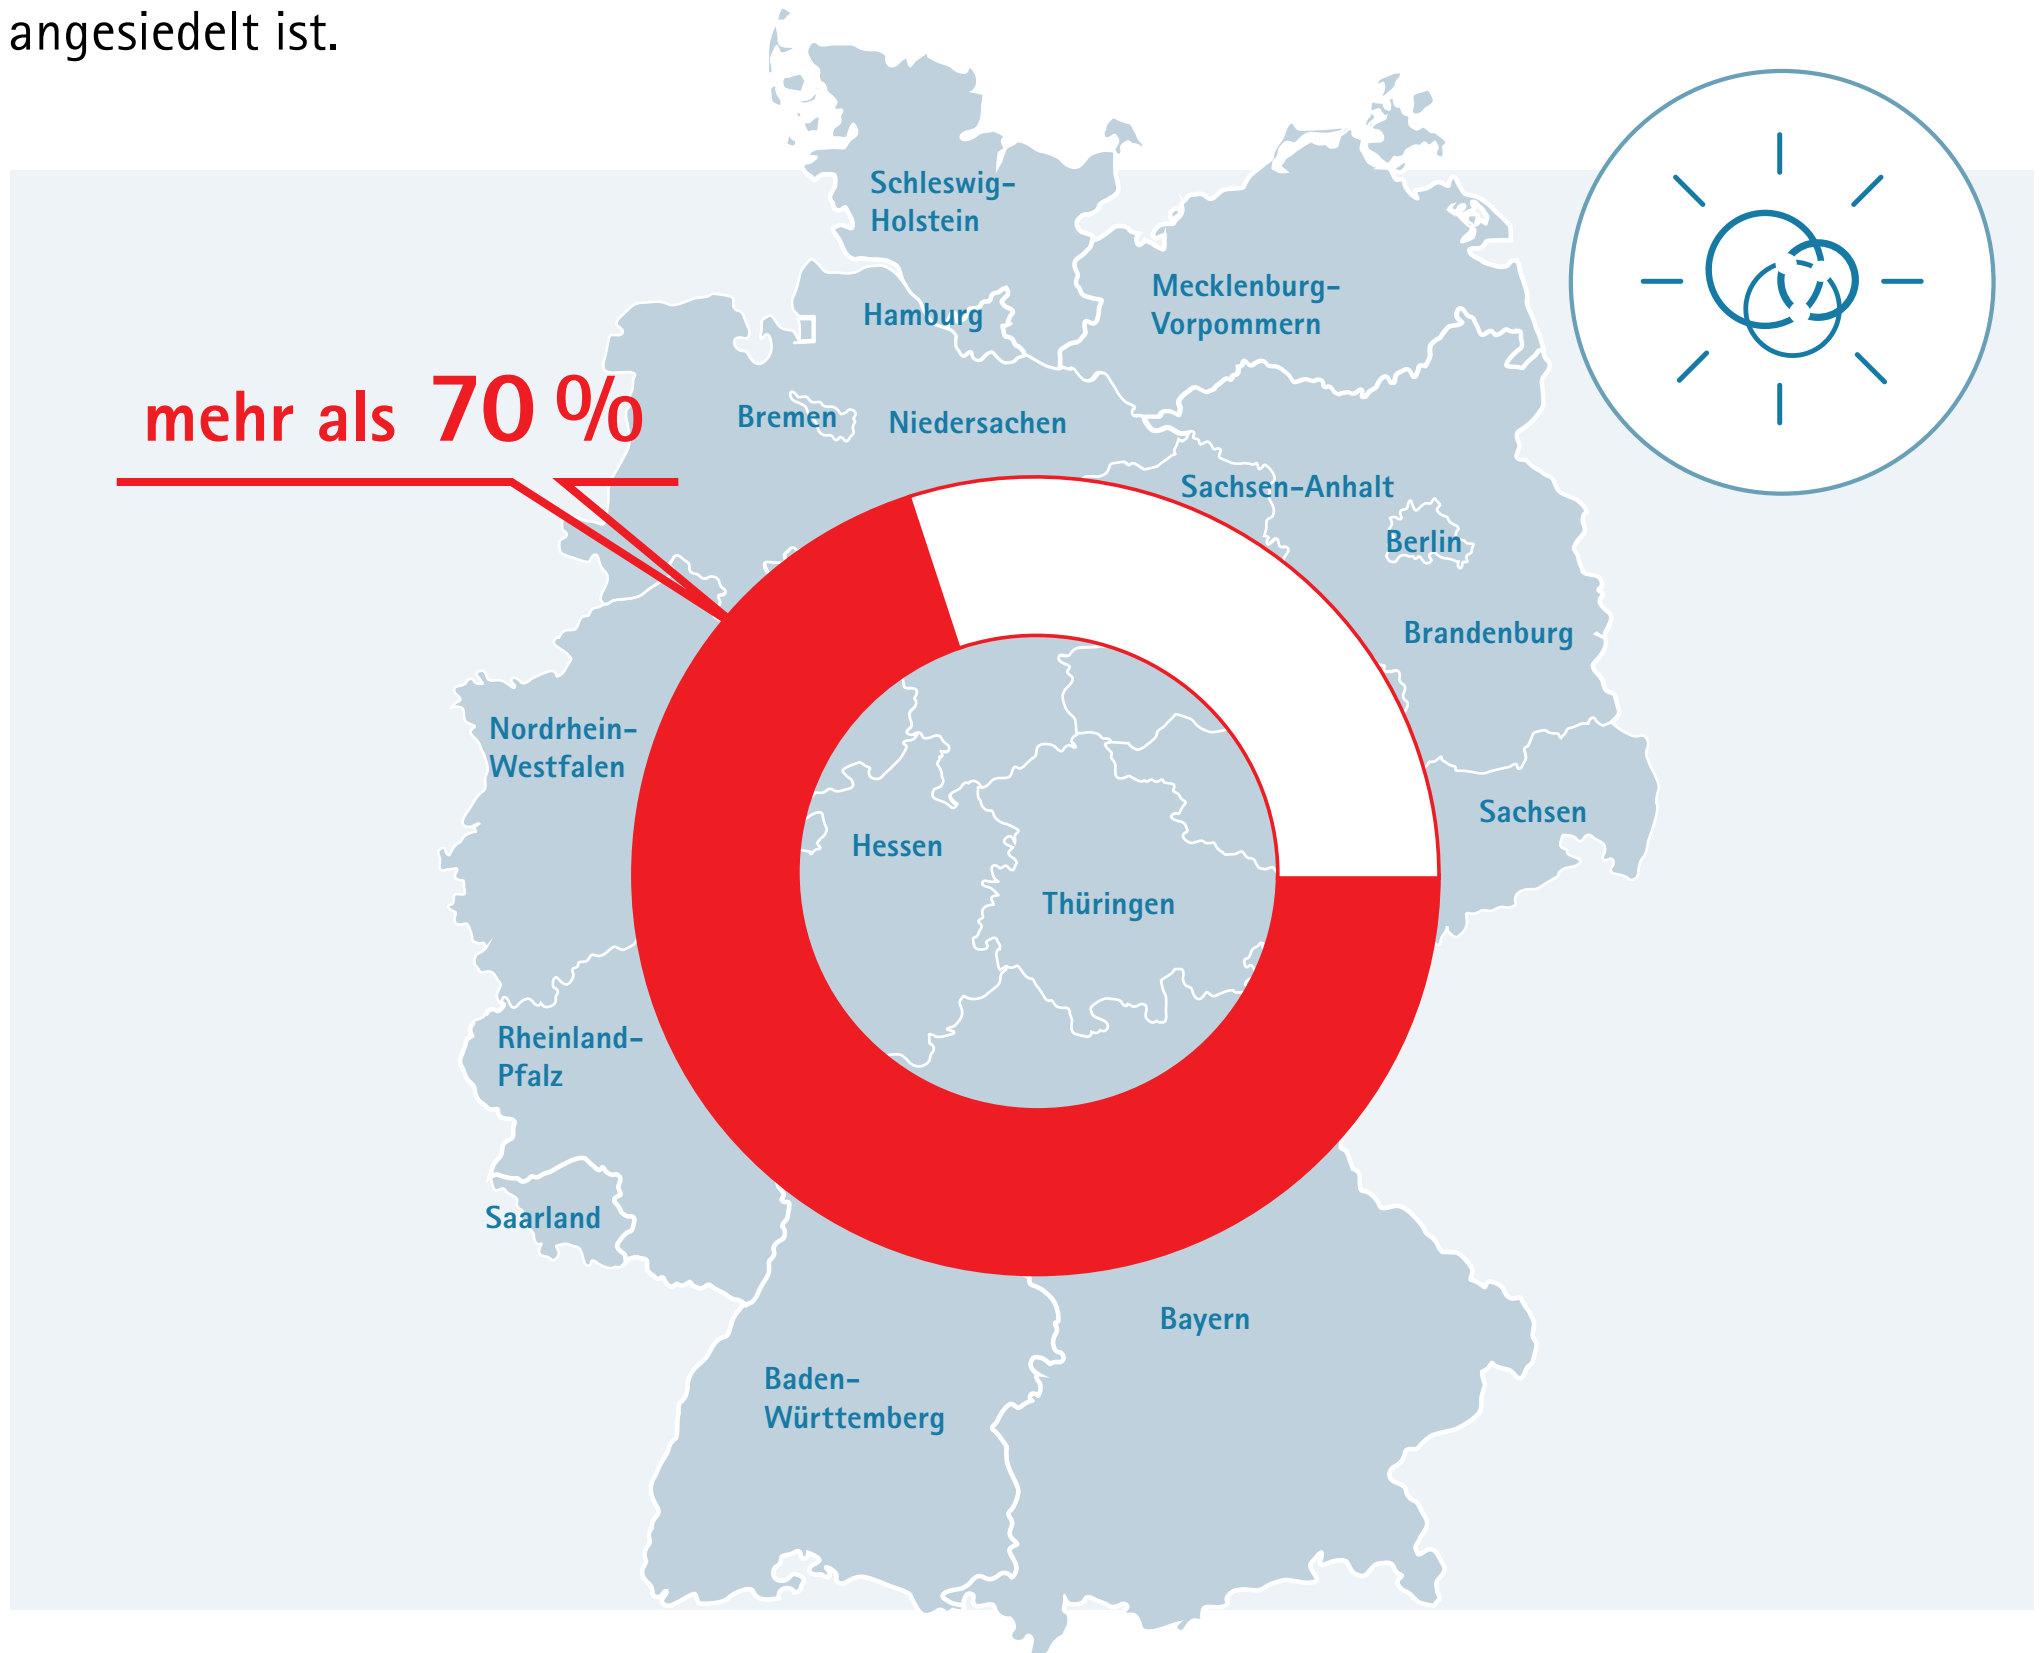 angesiedelt ist.
Schleswig-
Holstein
Mecklenburg-
Vorpommern
Hamburg
mehr als 70 %
Bremen
Niedersachen
Sachsen-Anhalt
Berlin
Brandenburg
Nordrhein-
Westfalen
Sachsen
Hessen
Thüringen
Rheinland-
Pfalz
Saarland
Bayern
Baden-
Württemberg